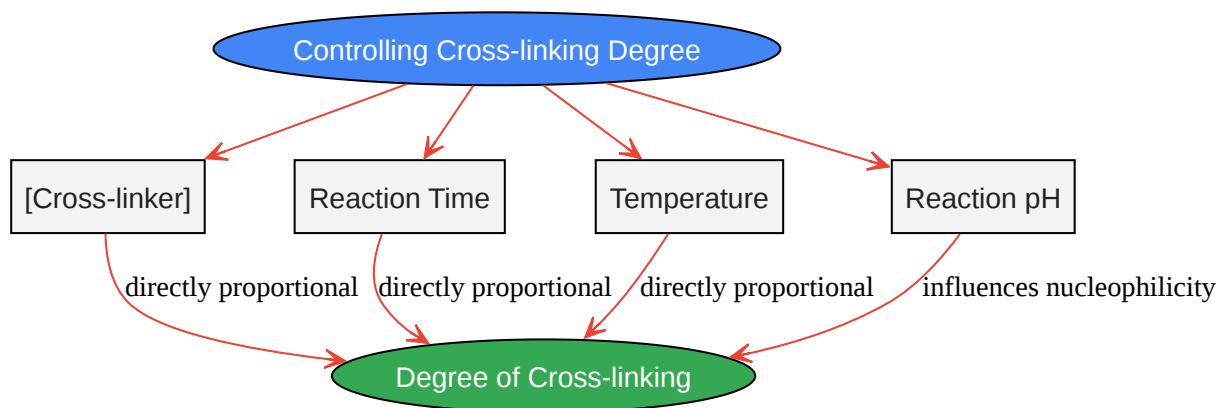 Controlling Cross-linking Degree
[Cross-linker]
Reaction Time
Temperature
Reaction pH
directly proportional
directly proportional
directly proportional
influences nucleophilicity
Degree of Cross-linking